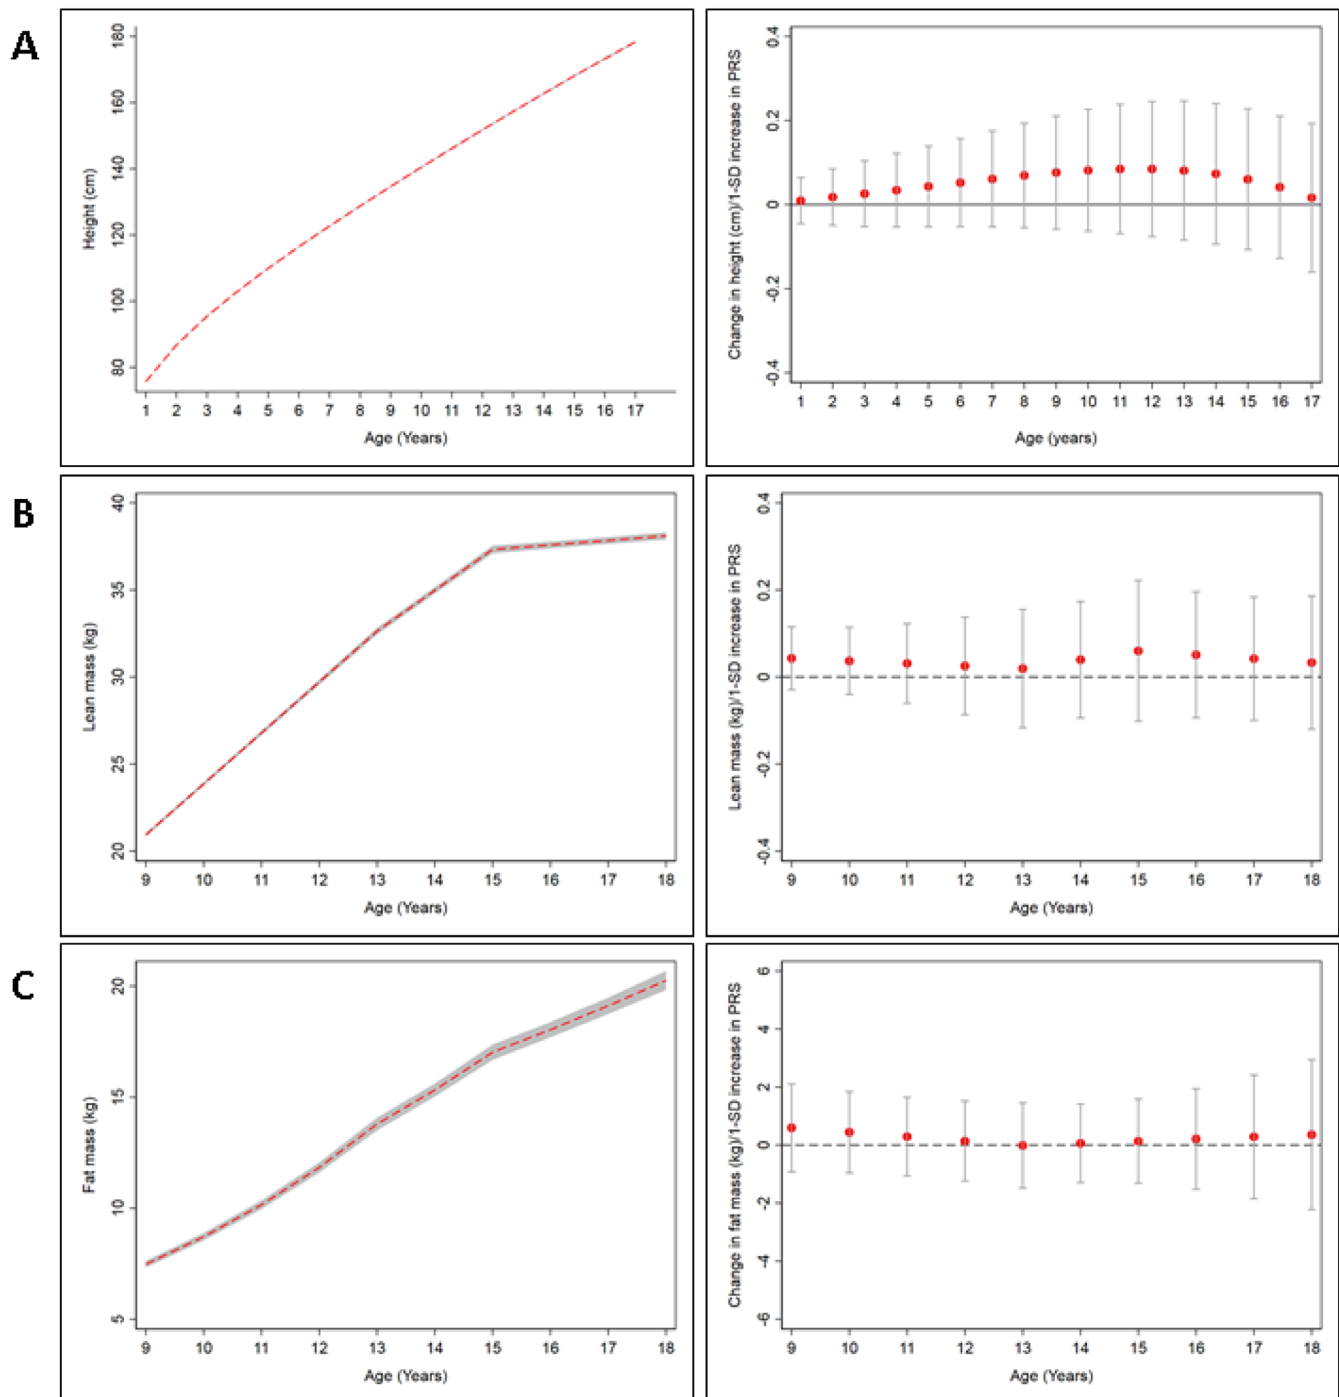 A
Height (cm)
180
160
140
120
100
80
1 2 3 4 5 6 7 8 9 10 11 12 13 14 15 16 17
Age (Years)
Change in height (cm)/1-SD increase in PRS
0.4
0.2
0
-0.2
-0.4
1 2 3 4 5 6 7 8 9 10 11 12 13 14 15 16 17
Age (years)
B
Lean mass (kg)
40
35
30
25
20
9 10 11 12 13 14 15 16 17 18
Age (Years)
Lean mass (kg)/1-SD increase in PRS
0.4
0.2
0
-0.2
-0.4
9 10 11 12 13 14 15 16 17 18
Age (Years)
C
Fat mass (kg)
20
15
10
5
9 10 11 12 13 14 15 16 17 18
Age (Years)
Change in fat mass (kg)/1-SD increase in PRS
6
4
2
0
-2
-4
-6
9 10 11 12 13 14 15 16 17 18
Age (Years)